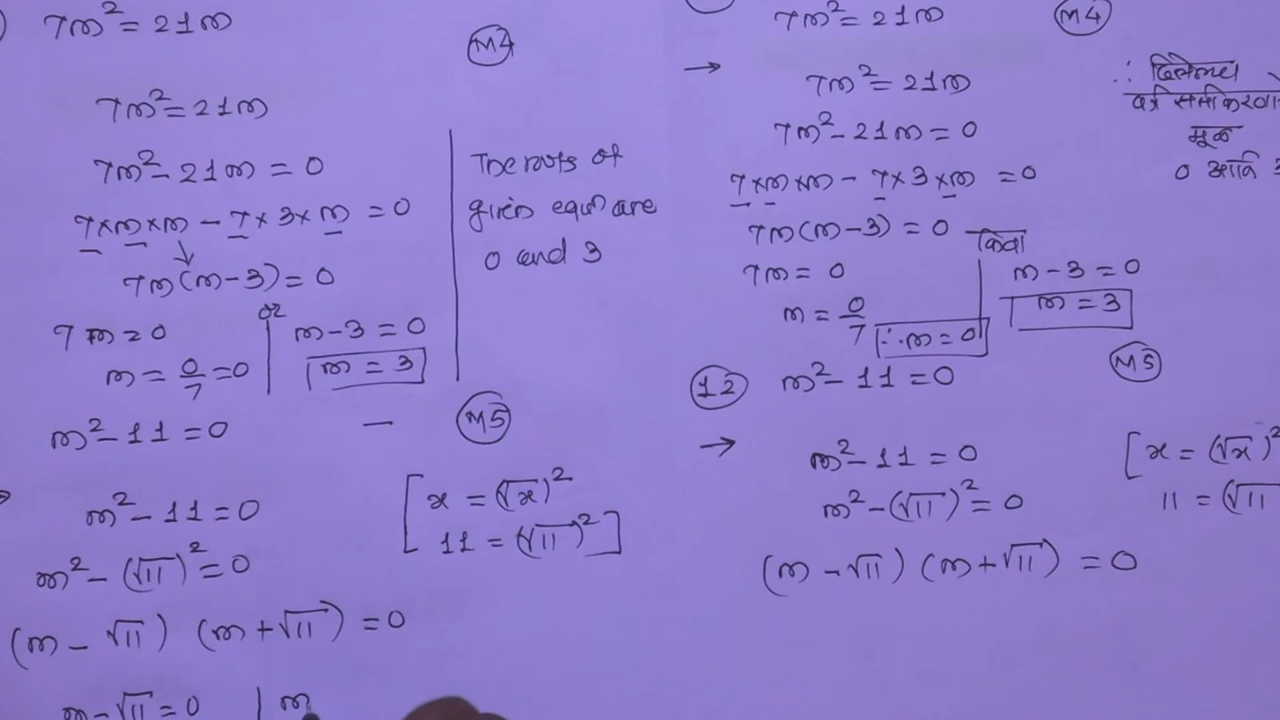 7m² = 21m
M4
7m² = 21m
7m² - 21m = 0
7×m×m - 7×3×m = 0
7m(m-3) = 0
or
7m = 0
m-3 = 0
m = 0/7 = 0
m = 3
The roots of
given equn are
0 and 3
m² - 11 = 0
M5
m² - 11 = 0
m² - (√11)² = 0
(m - √11) (m + √11) = 0
m - √11 = 0 | m
[ x = (√x)²
11 = (√11)² ]
7m² = 21m
M4
→ 7m² = 21m
7m² - 21m = 0
7×m×m - 7×3×m = 0
7m(m-3) = 0
किंवा
7m = 0
m - 3 = 0
m = 0/7
∴ m = 0
m = 3
∴ दिलेल्या
वर्ग समीकरणा
मूळ
0 आणि
12 m² - 11 = 0
M5
→ m² - 11 = 0
m² - (√11)² = 0
(m - √11) (m + √11) = 0
[ x = (√x)²
11 = (√11